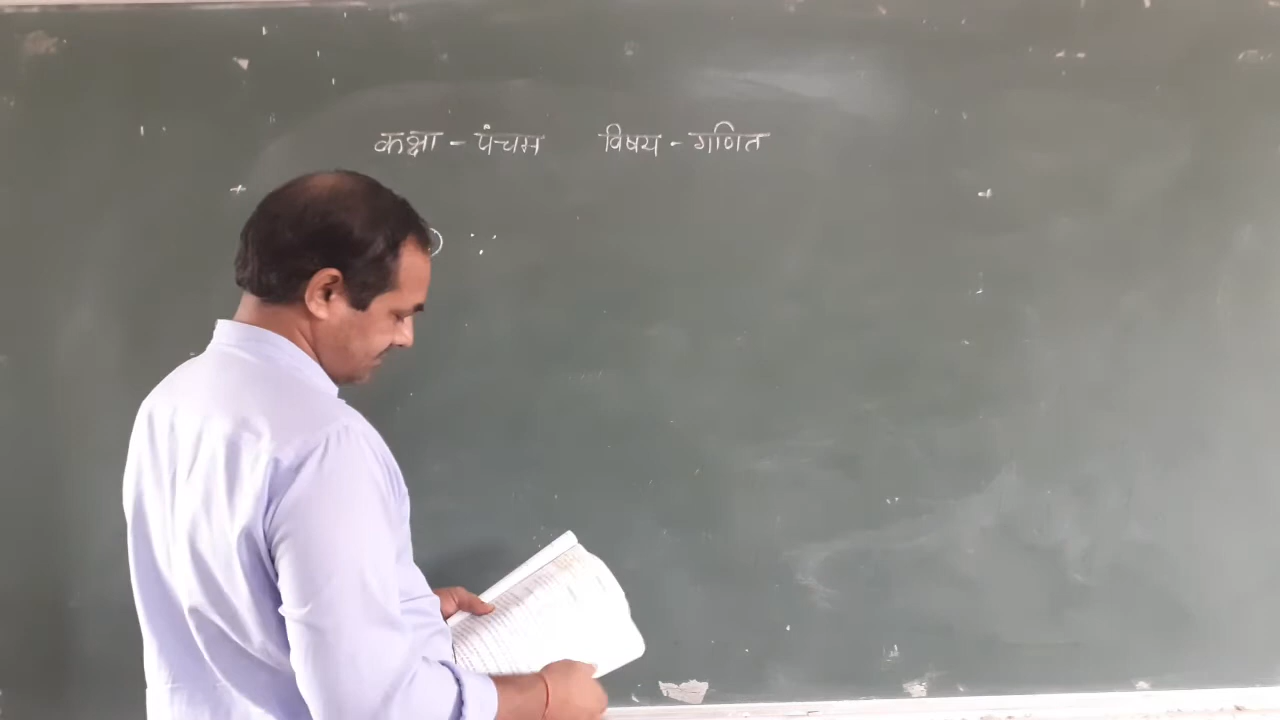 कक्षा - पंचम विषय - गणित